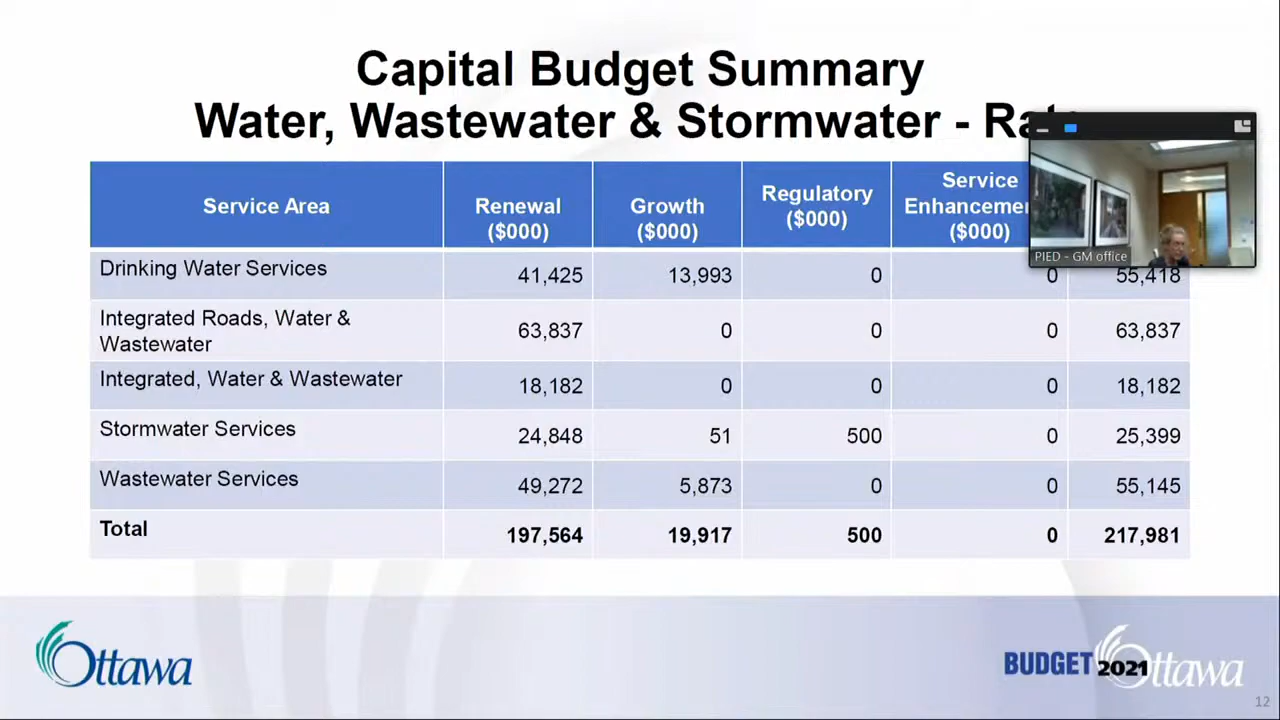 Capital Budget Summary
Water, Wastewater & Stormwater - Rate
Service Area
Renewal
($000)
Growth
($000)
Regulatory
($000)
Service
Enhancemen
($000)
PIED - GM office
Drinking Water Services 41,425 13,993 0 0 55,418
Integrated Roads, Water &
Wastewater 63,837 0 0 0 63,837
Integrated, Water & Wastewater 18,182 0 0 0 18,182
Stormwater Services 24,848 51 500 0 25,399
Wastewater Services 49,272 5,873 0 0 55,145
Total 197,564 19,917 500 0 217,981
Ottawa
BUDGET 2021 Ottawa
12